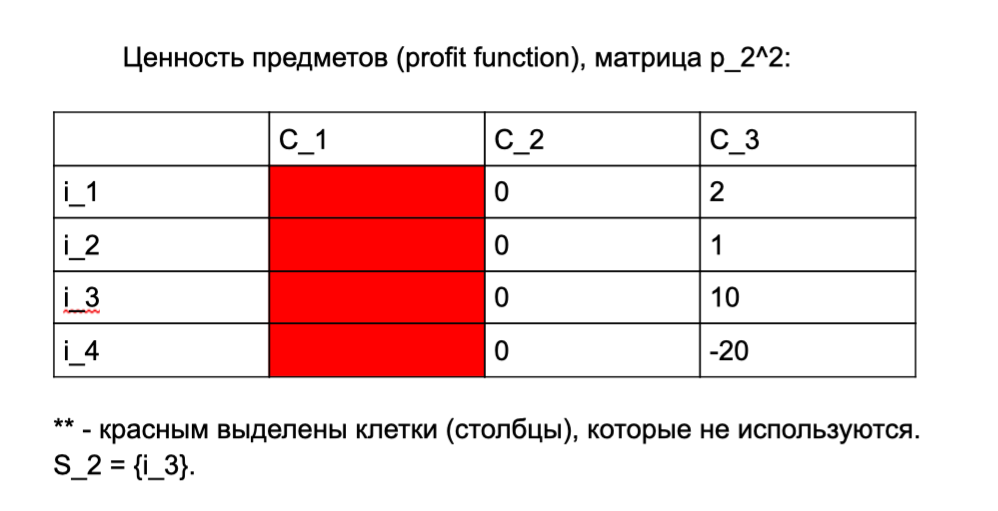 Ценность предметов (profit function), матрица p_2^2:
C_1 C_2 C_3
i_1 0 2
i_2 0 1
i_3 0 10
i_4 0 -20
** - красным выделены клетки (столбцы), которые не используются.
S_2 = {i_3}.